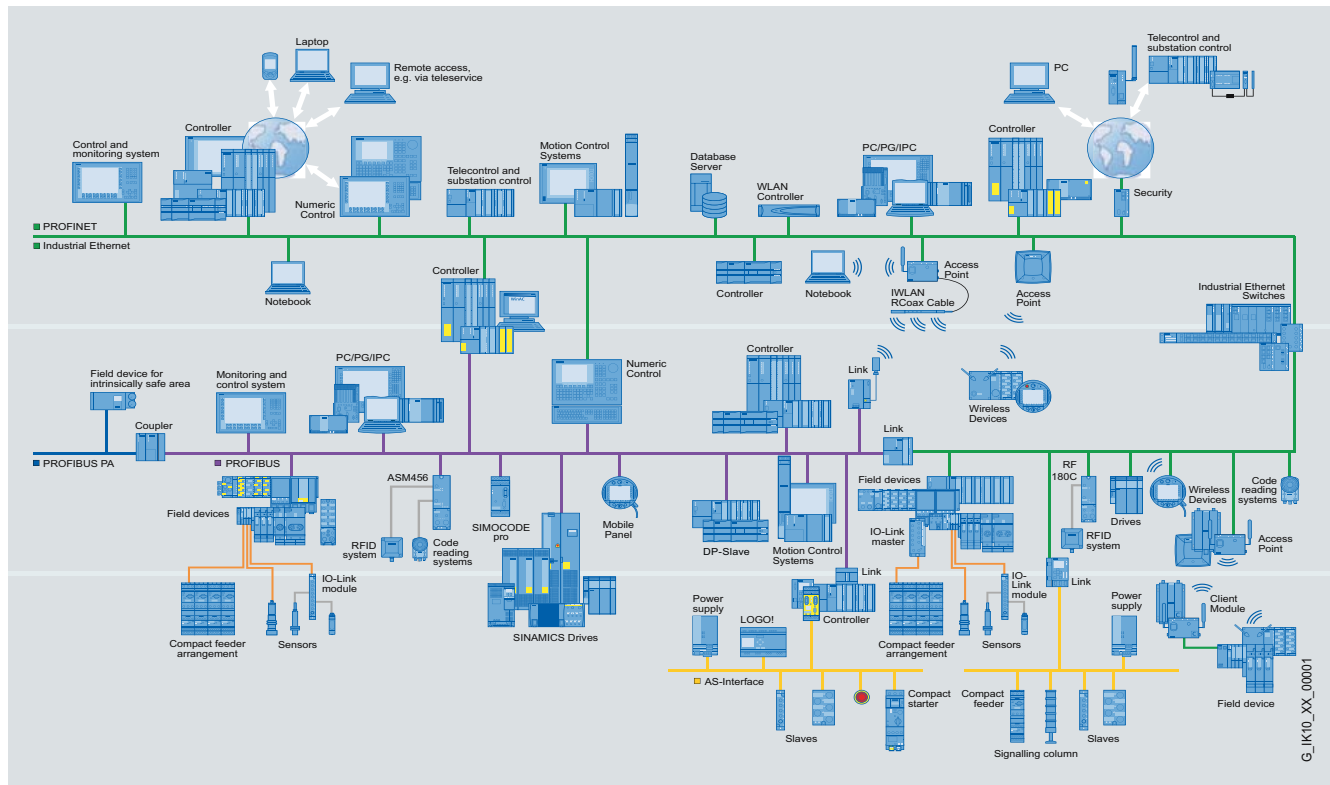 Laptop
Remote access,
e.g. via teleservice
PC
Telecontrol and
substation control
Control and
monitoring system
Controller
Numeric
Control
Telecontrol and
substation control
Motion Control
Systems
Database
Server
WLAN
Controller
PC/PG/IPC
Controller
Security
PROFINET
Industrial Ethernet
Notebook
Controller
Controller
Notebook
Access
Point
IWLAN
RCoax Cable
Access
Point
Industrial Ethernet
Switches
Field device for
intrinsically safe area
Monitoring and
control system
PC/PG/IPC
Numeric
Control
Controller
Link
Wireless
Devices
Coupler
Link
PROFIBUS PA
PROFIBUS
Field devices
ASM456
RFID
system
Code
reading
systems
SIMOCODE
pro
Mobile
Panel
DP-Slave
Motion Control
Systems
Field devices
IO-Link
master
RF
180C
RFID
system
Drives
Wireless
Devices
Access
Point
Code
reading
systems
Compact feeder
arrangement
IO-Link
module
Sensors
SINAMICS Drives
Link
Power
supply
LOGO!
Controller
Compact feeder
arrangement
IO-
Link
module
Sensors
Link
Power
supply
Client
Module
Field device
AS-Interface
Slaves
Compact
starter
Compact
feeder
Signalling column
Slaves
G_IK10_XX_00001